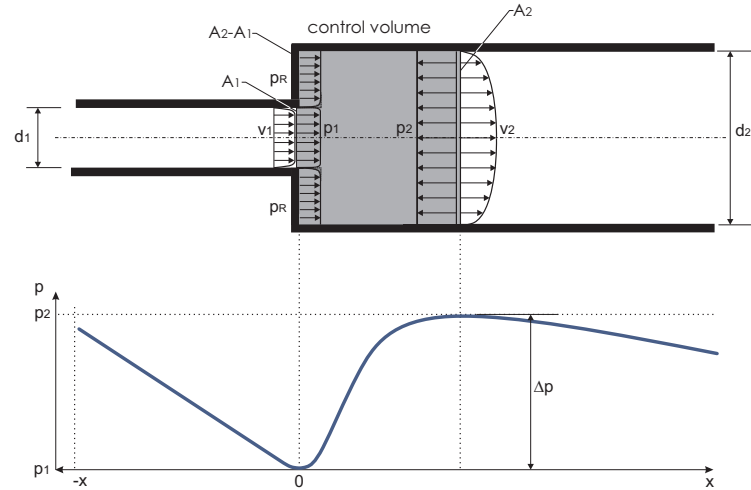 control volume
A2
A2-A1
A1
pR
d1
v1
p1
p2
v2
d2
pR
p
p2
Δp
p1
-x
0
x